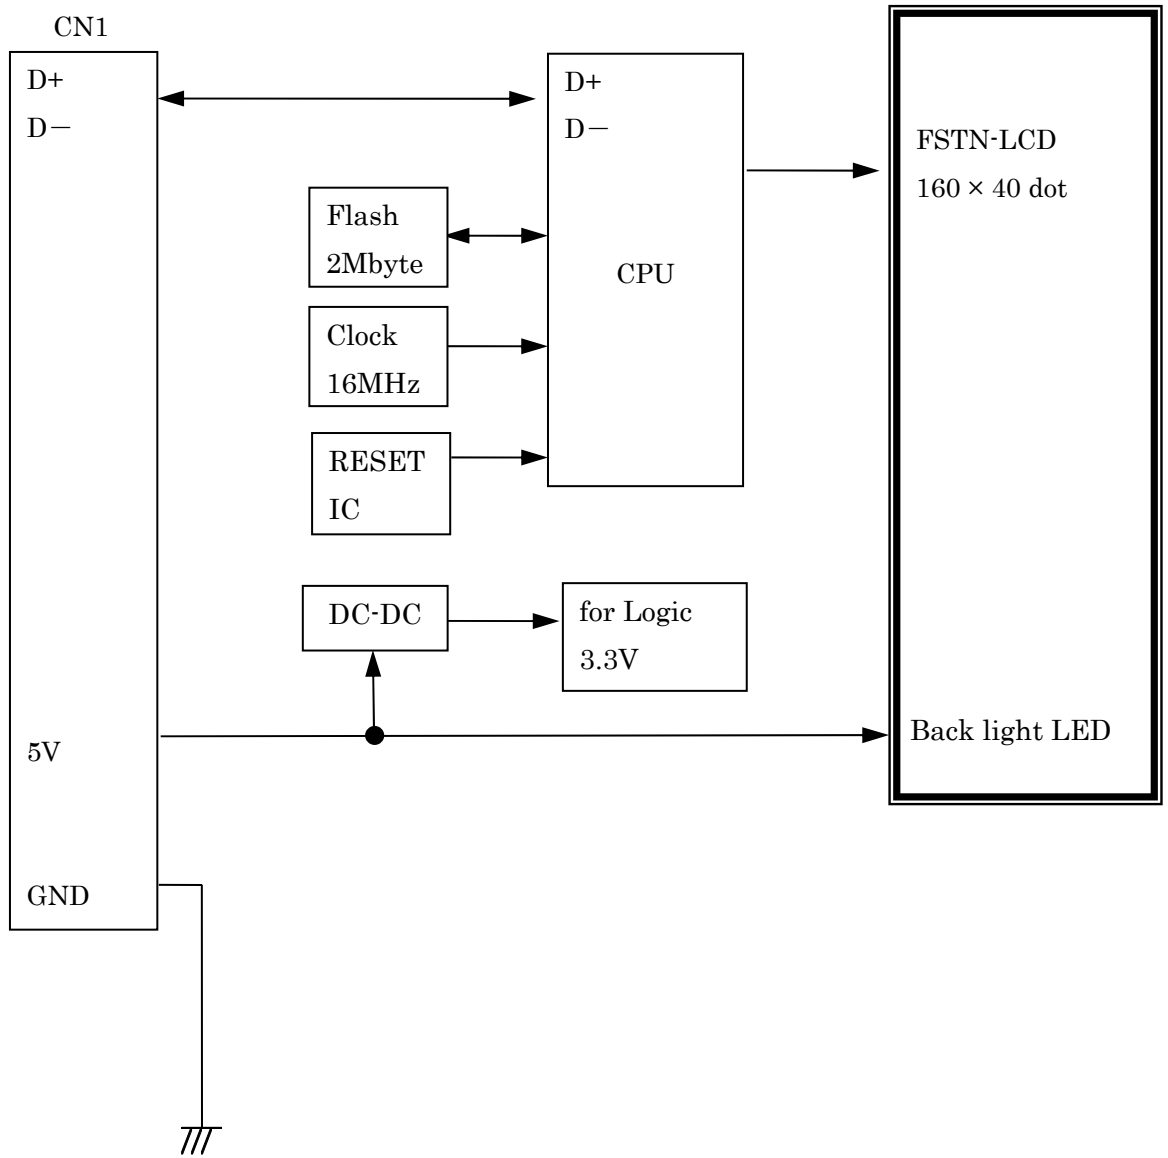 CN1
D+
D−
5V
GND
Flash
2Mbyte
Clock
16MHz
RESET
IC
DC-DC
for Logic
3.3V
D+
D−
CPU
FSTN-LCD
160 × 40 dot
Back light LED